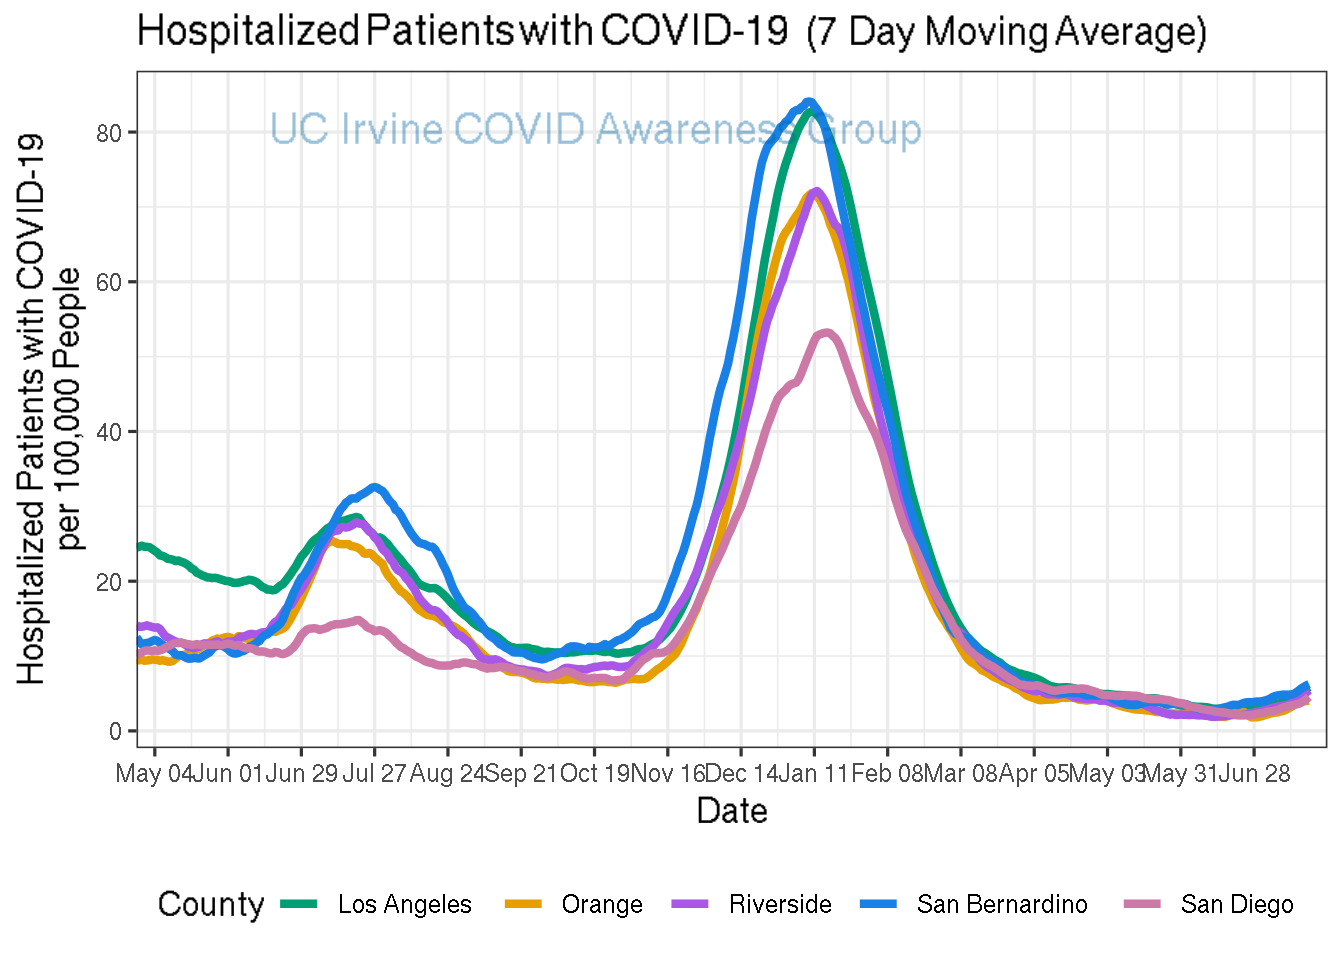 Hospitalized Patients with COVID-19 (7 Day Moving Average)
UC Irvine COVID Awareness Group
Hospitalized Patients with COVID-19
per 100,000 People
80
60
40
20
0
May 04 Jun 01 Jun 29 Jul 27 Aug 24 Sep 21 Oct 19 Nov 16 Dec 14 Jan 11 Feb 08 Mar 08 Apr 05 May 03 May 31 Jun 28
Date
County Los Angeles Orange Riverside San Bernardino San Diego